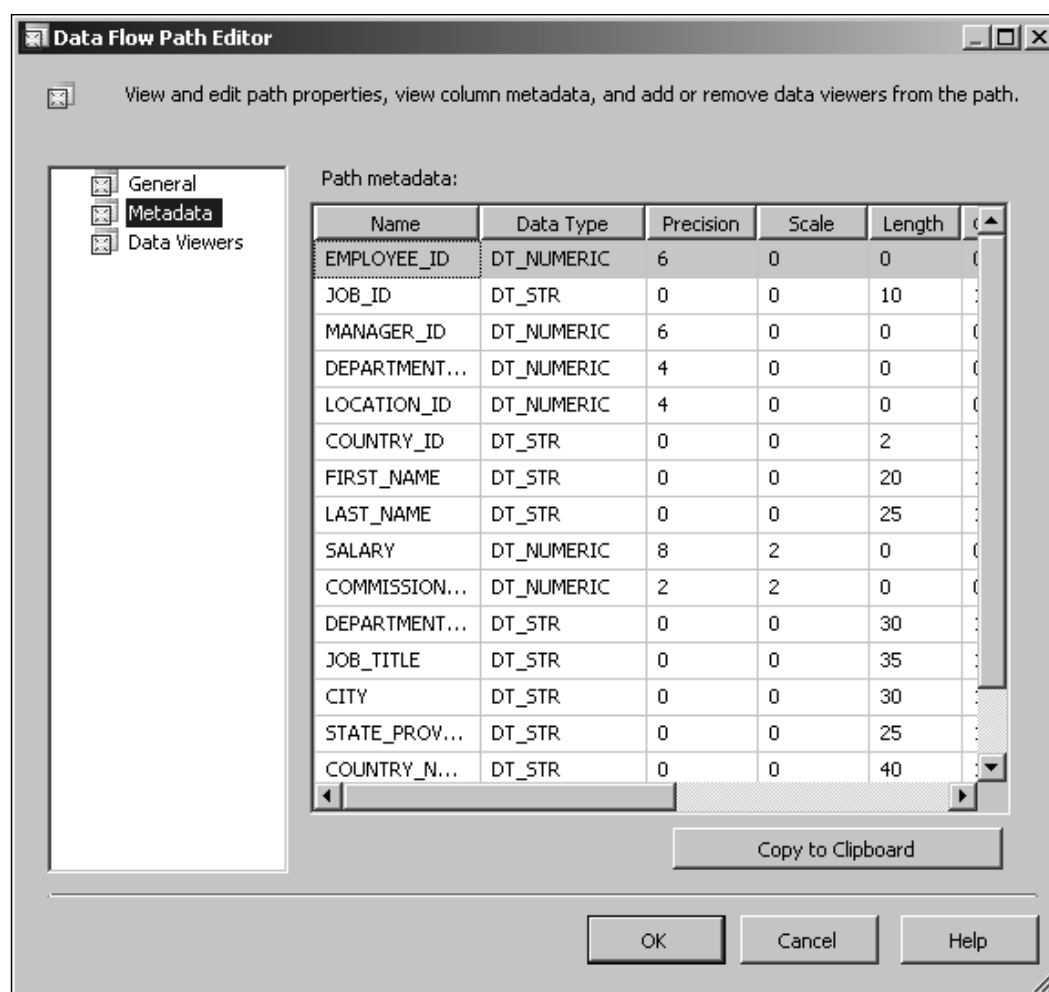 Data Flow Path Editor
View and edit path properties, view column metadata, and add or remove data viewers from the path.
General
Metadata
Data Viewers
Path metadata:
Name Data Type Precision Scale Length
EMPLOYEE_ID DT_NUMERIC 6 0 0
JOB_ID DT_STR 0 0 10
MANAGER_ID DT_NUMERIC 6 0 0
DEPARTMENT... DT_NUMERIC 4 0 0
LOCATION_ID DT_NUMERIC 4 0 0
COUNTRY_ID DT_STR 0 0 2
FIRST_NAME DT_STR 0 0 20
LAST_NAME DT_STR 0 0 25
SALARY DT_NUMERIC 8 2 0
COMMISSION... DT_NUMERIC 2 2 0
DEPARTMENT... DT_STR 0 0 30
JOB_TITLE DT_STR 0 0 35
CITY DT_STR 0 0 30
STATE_PROV... DT_STR 0 0 25
COUNTRY_N... DT_STR 0 0 40
Copy to Clipboard
OK Cancel Help